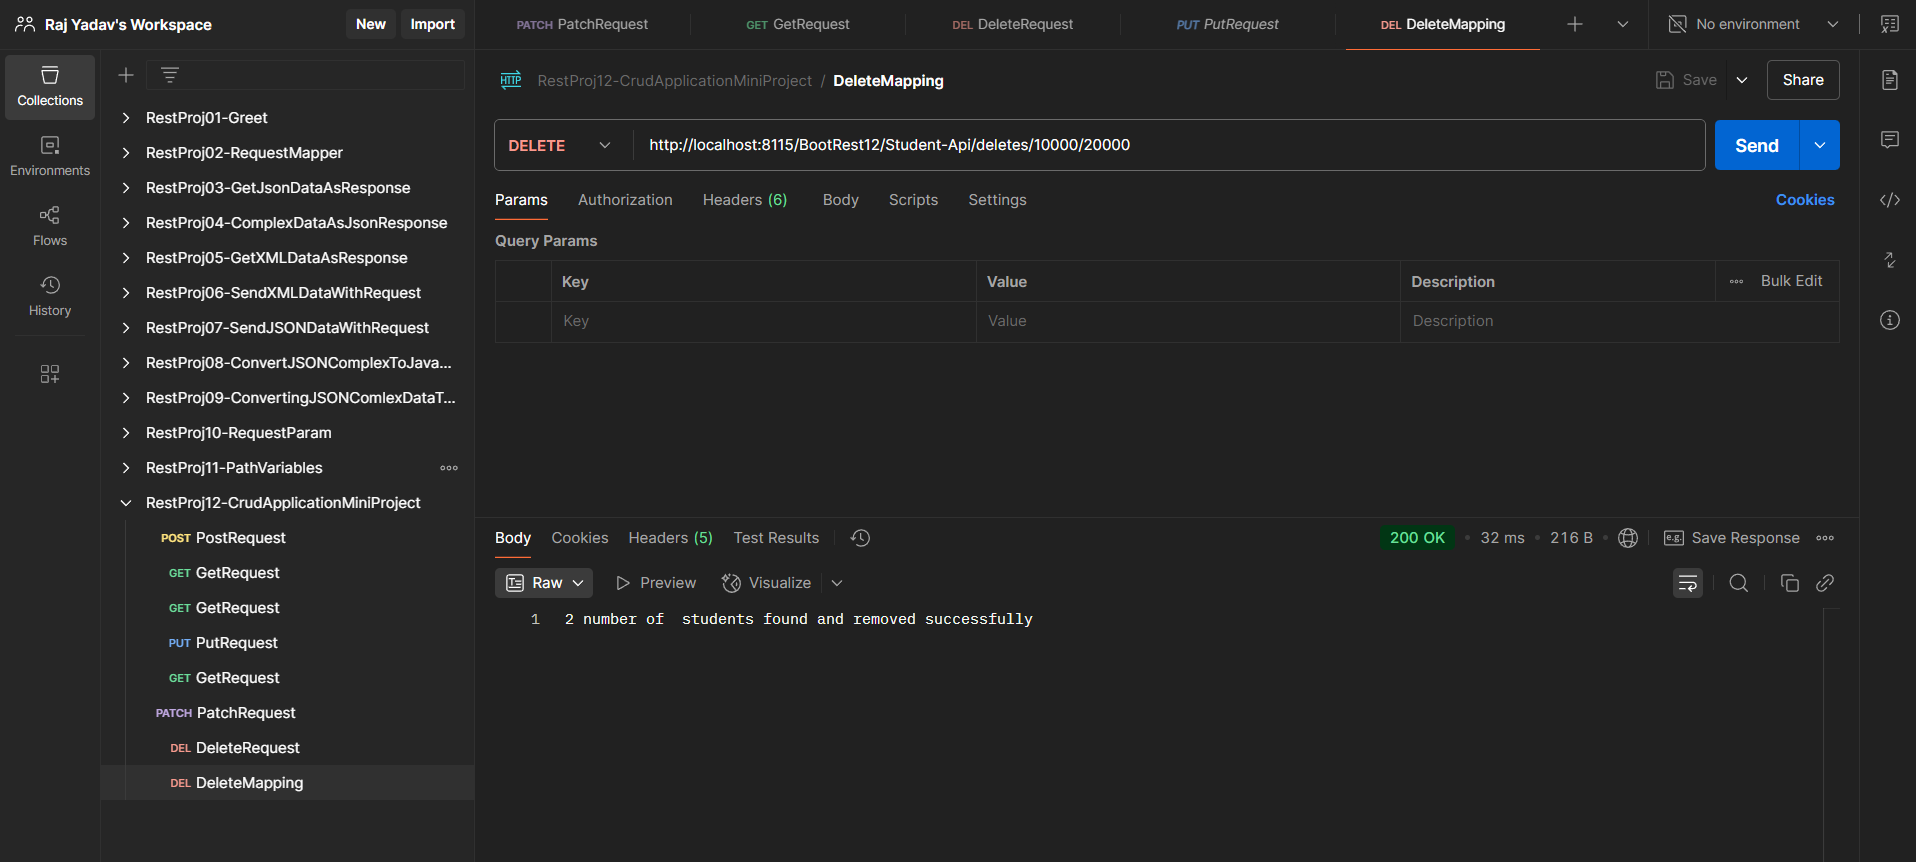 Raj Yadav's Workspace
New
Import
PATCH PatchRequest
GET GetRequest
DEL DeleteRequest
PUT PutRequest
DEL DeleteMapping
No environment
Collections
Environments
Flows
History
RestProj01-Greet
RestProj02-RequestMapper
RestProj03-GetJsonDataAsResponse
RestProj04-ComplexDataAsJsonResponse
RestProj05-GetXMLDataAsResponse
RestProj06-SendXMLDataWithRequest
RestProj07-SendJSONDataWithRequest
RestProj08-ConvertJSONComplexToJava...
RestProj09-ConvertingJSONComlexDataT...
RestProj10-RequestParam
RestProj11-PathVariables
RestProj12-CrudApplicationMiniProject
POST PostRequest
GET GetRequest
GET GetRequest
PUT PutRequest
GET GetRequest
PATCH PatchRequest
DEL DeleteRequest
DEL DeleteMapping
HTTP RestProj12-CrudApplicationMiniProject / DeleteMapping
Save
Share
DELETE http://localhost:8115/BootRest12/Student-Api/deletes/10000/20000
Send
Params Authorization Headers (6) Body Scripts Settings Cookies
Query Params
Key Value Description Bulk Edit
Key Value Description
Body Cookies Headers (5) Test Results
200 OK • 32 ms • 216 B •
e.g. Save Response
Raw Preview Visualize
1 2 number of  students found and removed successfully